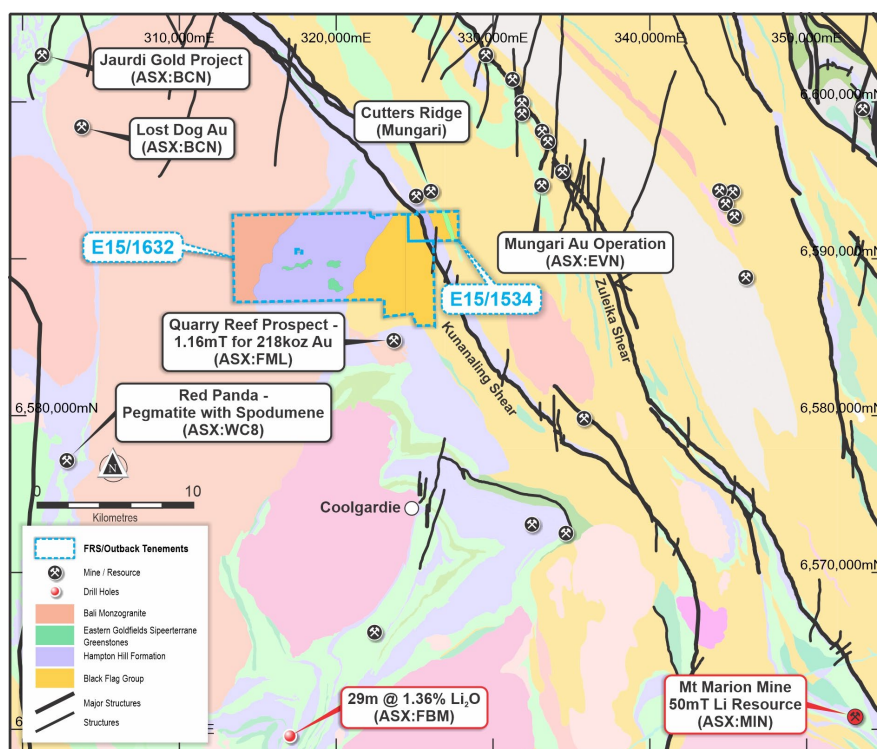 310,000mE
320,000mE
330,000mE
340,000mE
350,000mE
Jaurdi Gold Project
(ASX:BCN)
6,600,000mN
Lost Dog Au
(ASX:BCN)
Cutters Ridge
(Mungari)
E15/1632
Mungari Au Operation
(ASX:EVN)
6,590,000mN
E15/1534
Zuleika Shear
Quarry Reef Prospect -
1.16mT for 218koz Au
(ASX:FML)
Kunanaling Shear
6,580,000mN
6,580,000mN
Red Panda -
Pegmatite with Spodumene
(ASX:WC8)
N
0
10
Kilometres
Coolgardie
6,570,000mN
FRS/Outback Tenements
Mine / Resource
Drill Holes
Bali Monzogranite
Eastern Goldfields Sipeerterrane
Greenstones
Hampton Hill Formation
Black Flag Group
Major Structures
Structures
29m @ 1.36% Li₂O
(ASX:FBM)
Mt Marion Mine
50mT Li Resource
(ASX:MIN)